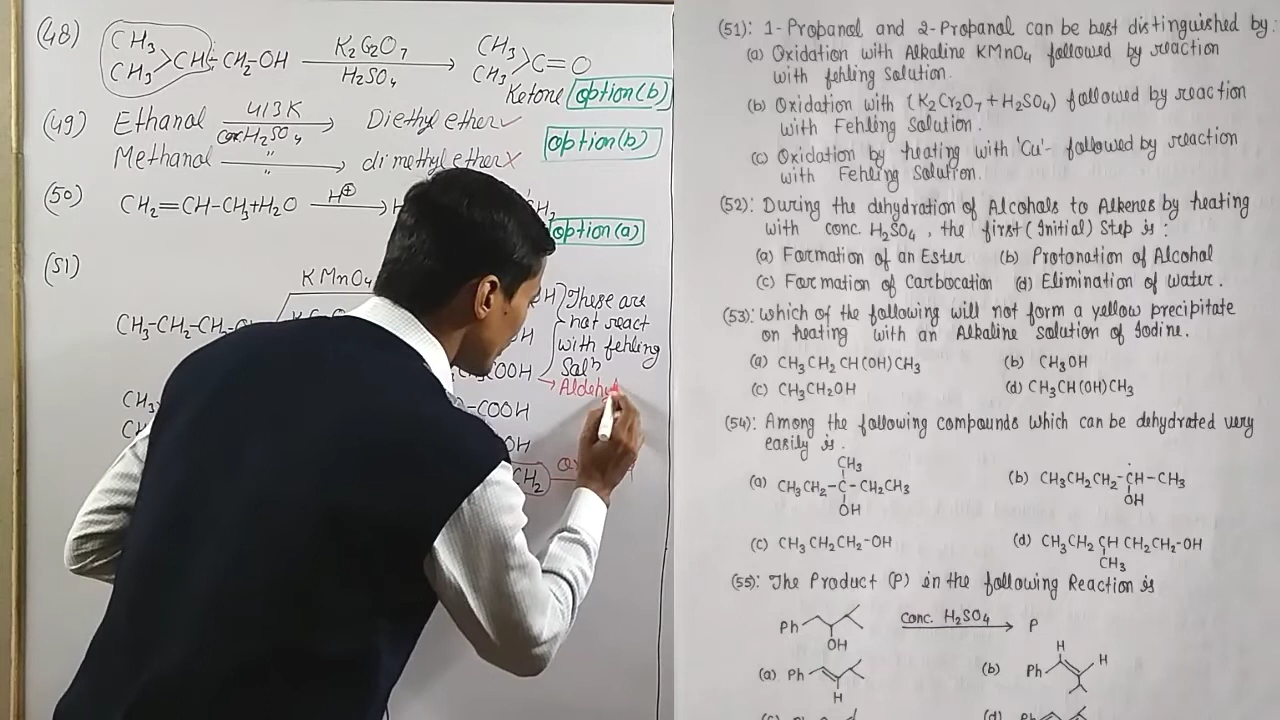 (48) CH3 CH3 >CH-CH2-OH K2Cr2O7 H2SO4 → CH3 CH3 >C=O
Ketone option(b)
(49) Ethanol 413K Conc. H2SO4 → Diethyl ether ✓
option(b)
Methanol " → dimethyl ether X
(50) CH2=CH-CH3+H2O H⊕ →
option(a)
(51)
KMnO4
CH3-CH2-CH2-
These are
not react
with fehling
Solⁿ
COOH → Aldehy
-COOH
OH
CH2
(51): 1-Propanol and 2-Propanol can be best distinguished by:
(a) Oxidation with Alkaline KMnO4 followed by reaction
with fehling Solution.
(b) Oxidation with (K2Cr2O7+H2SO4) followed by reaction
with Fehling Solution.
(c) Oxidation by heating with 'Cu'- followed by reaction
with Fehling Solution.
(52): During the dehydration of Alcohols to Alkenes by heating
with conc. H2SO4, the first (Initial) Step is:
(a) Formation of an Ester (b) Protonation of Alcohol
(c) Formation of Carbocation (d) Elimination of water.
(53): Which of the following will not form a yellow precipitate
on heating with an Alkaline solution of Iodine.
(a) CH3CH2CH(OH)CH3 (b) CH3OH
(c) CH3CH2OH (d) CH3CH(OH)CH3
(54): Among the following compounds which can be dehydrated very
easily is.
CH3
(a) CH3CH2-C-CH2CH3 (b) CH3CH2CH2-CH-CH3
OH OH
(c) CH3CH2CH2-OH (d) CH3CH2CHCH2CH2-OH
CH3
(55): The Product (P) in the following Reaction is
Ph OH conc. H2SO4 → P
H
(a) Ph (b) Ph H
H